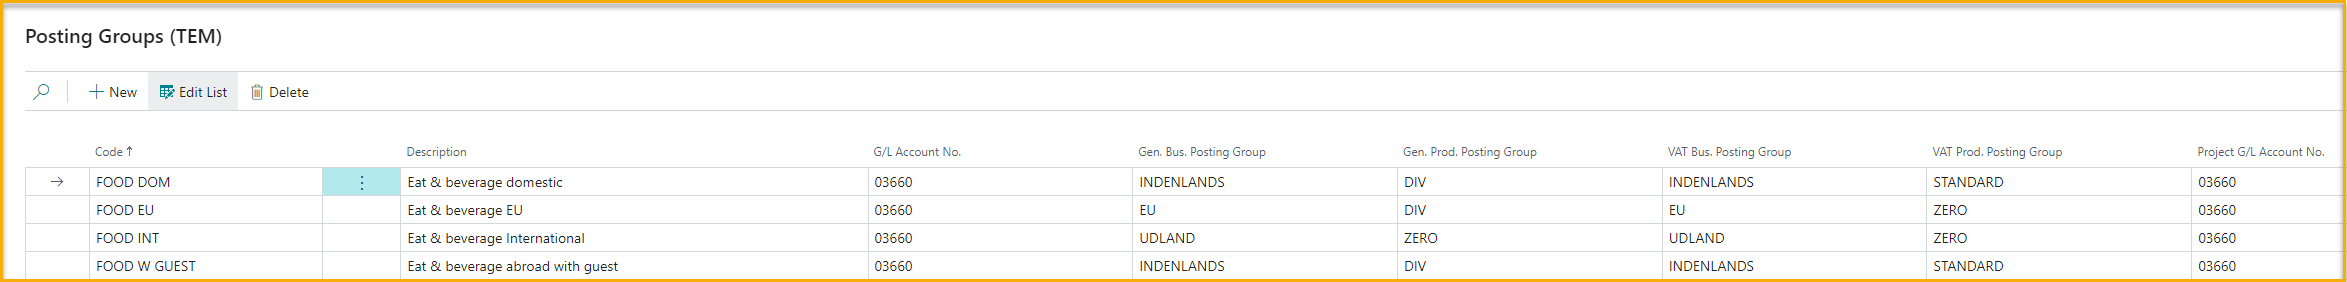 Posting Groups (TEM)
New Edit List Delete
Code ↑ Description G/L Account No. Gen. Bus. Posting Group Gen. Prod. Posting Group VAT Bus. Posting Group VAT Prod. Posting Group Project G/L Account No.
FOOD DOM Eat & beverage domestic 03660 INDENLANDS DIV INDENLANDS STANDARD 03660
FOOD EU Eat & beverage EU 03660 EU DIV EU ZERO 03660
FOOD INT Eat & beverage International 03660 UDLAND ZERO UDLAND ZERO 03660
FOOD W GUEST Eat & beverage abroad with guest 03660 INDENLANDS DIV INDENLANDS STANDARD 03660